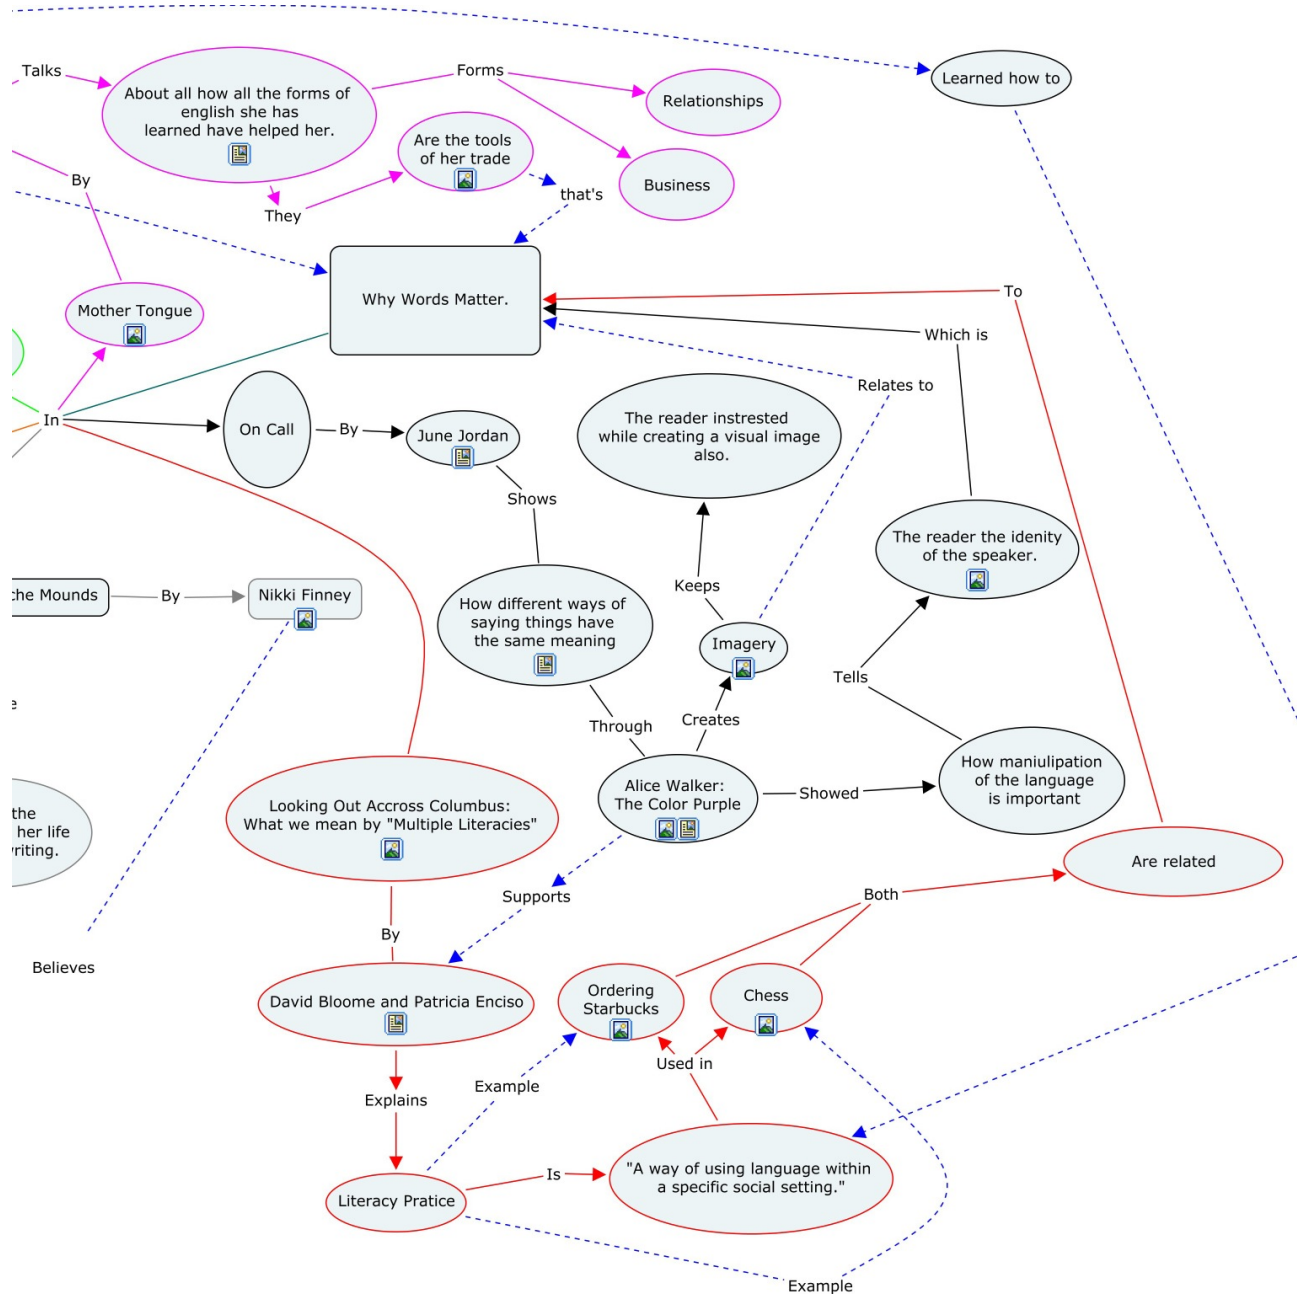 Talks
About all how all the forms of
english she has
learned have helped her.
Forms
Relationships
Learned how to
Are the tools
of her trade
Business
By
They
that's
Mother Tongue
Why Words Matter.
To
Which is
Relates to
In
On Call
By
June Jordan
The reader instrested
while creating a visual image
also.
Shows
The reader the idenity
of the speaker.
che Mounds
By
Nikki Finney
How different ways of
saying things have
the same meaning
Keeps
Imagery
Tells
e
Through
Creates
Alice Walker:
The Color Purple
Showed
How maniulipation
of the language
is important
Looking Out Accross Columbus:
What we mean by "Multiple Literacies"
the
her life
writing.
Are related
Supports
Both
By
Believes
David Bloome and Patricia Enciso
Ordering
Starbucks
Chess
Used in
Example
Explains
Literacy Pratice
Is
"A way of using language within
a specific social setting."
Example